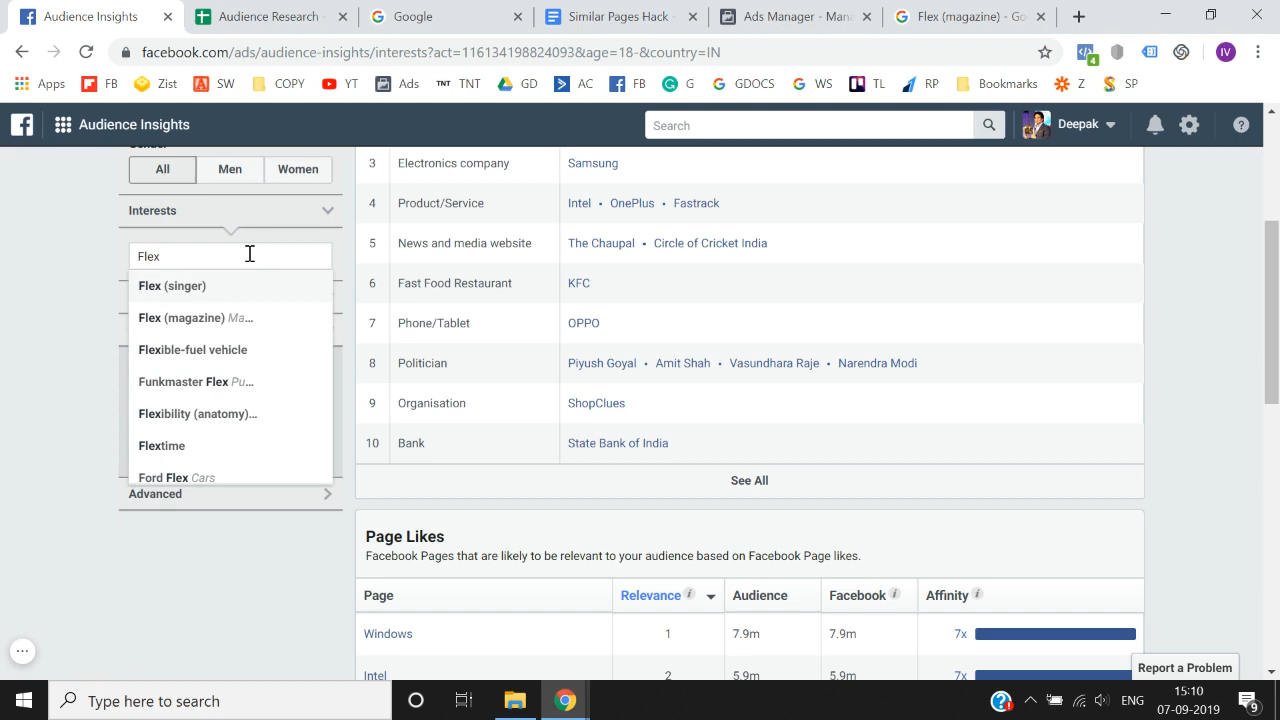 Audience Insights
Audience Research -
Google
Similar Pages Hack -
Ads Manager - Man
Flex (magazine) - Go
facebook.com/ads/audience-insights/interests?act=116134198824093&age=18-&country=IN
4
IV
Apps
FB
Zist
SW
COPY
YT
Ads
TNT
TNT
GD
AC
FB
G
GDOCS
WS
TL
RP
Bookmarks
Z
SP
Audience Insights
Search
Deepak
All
Men
Women
Interests
Flex
Flex (singer)
Flex (magazine) Ma...
Flexible-fuel vehicle
Funkmaster Flex Pu...
Flexibility (anatomy)...
Flextime
Ford Flex Cars
Advanced
3 Electronics company Samsung
4 Product/Service Intel • OnePlus • Fastrack
5 News and media website The Chaupal • Circle of Cricket India
6 Fast Food Restaurant KFC
7 Phone/Tablet OPPO
8 Politician Piyush Goyal • Amit Shah • Vasundhara Raje • Narendra Modi
9 Organisation ShopClues
10 Bank State Bank of India
See All
Page Likes
Facebook Pages that are likely to be relevant to your audience based on Facebook Page likes.
Page Relevance i Audience Facebook i Affinity i
Windows 1 7.9m 7.9m 7x
Intel 2 5.9m 5.9m 7x
Report a Problem
Type here to search
ENG
15:10
07-09-2019
9